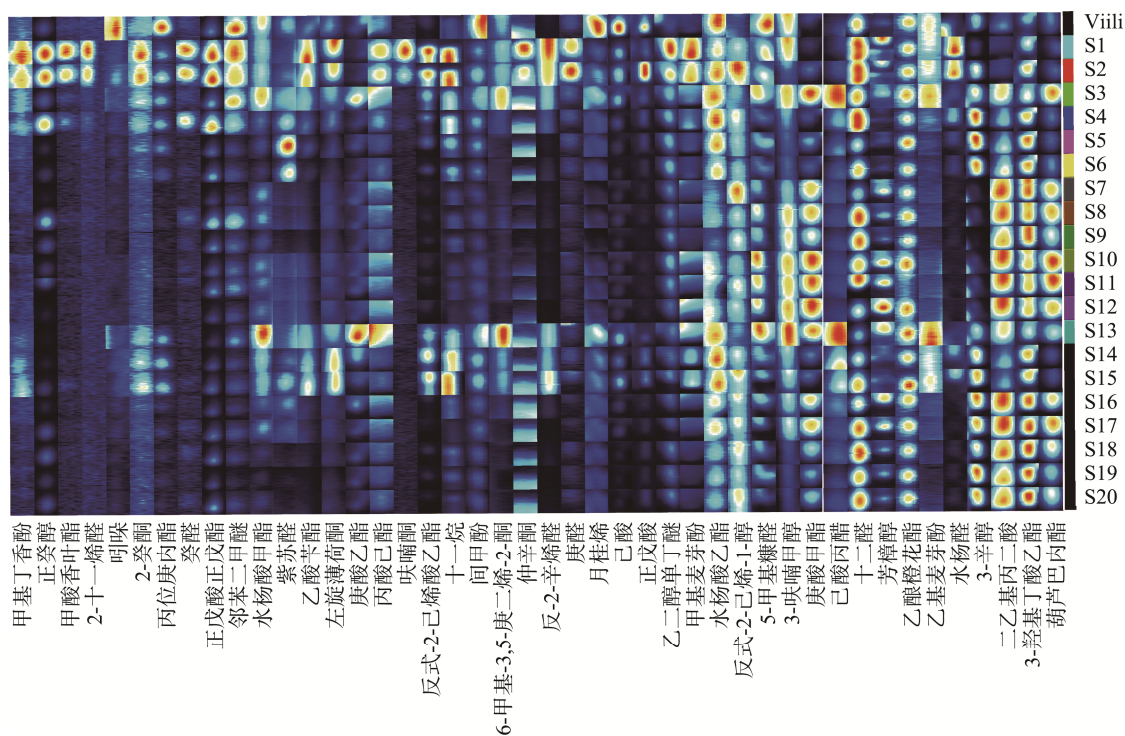 Viili
S1
S2
S3
S4
S5
S6
S7
S8
S9
S10
S11
S12
S13
S14
S15
S16
S17
S18
S19
S20
甲基丁香酚
正癸醇
甲酸香叶酯
2-十一烯醛
吲哚
2-癸酮
丙位庚内酯
癸醛
正戊酸正戊酯
邻苯二甲醚
水杨酸甲酯
紫苏醛
乙酸苄酯
左旋薄荷酮
庚酸乙酯
丙酸己酯
呋喃酮
反式-2-己烯酸乙酯
十一烷
间甲酚
6-甲基-3,5-庚二烯-2-酮
仲辛酮
反-2-辛烯醛
庚醛
月桂烯
己酸
正戊酸
乙二醇单丁醚
甲基麦芽酚
水杨酸乙酯
反式-2-己烯-1-醇
5-甲基糠醛
3-呋喃甲醇
庚酸甲酯
己酸丙醋
十二醛
芳樟醇
乙酸橙花酯
乙基麦芽酚
水杨醛
3-辛醇
二乙基丙二酸
3-羟基丁酸乙酯
葫芦巴内酯